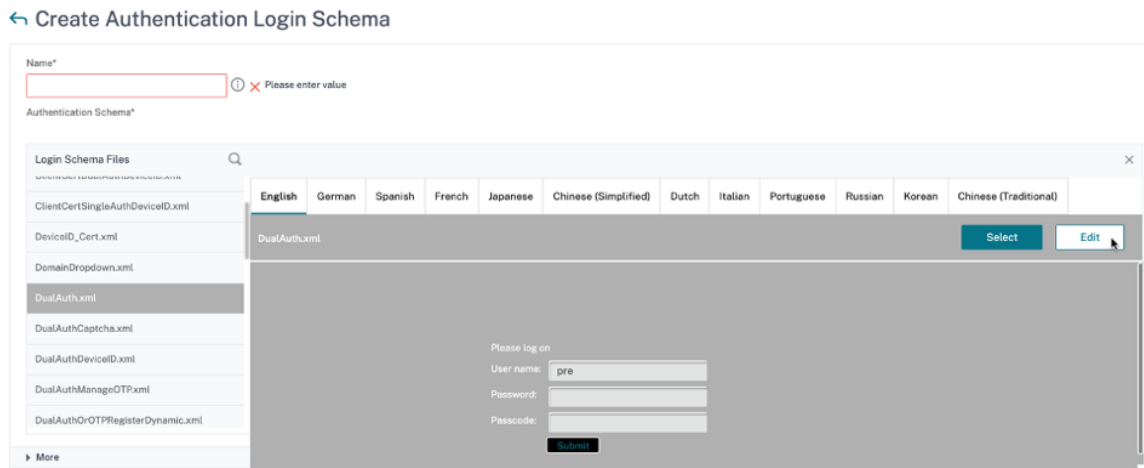 Create Authentication Login Schema
Name*
Please enter value
Authentication Schema*
Login Schema Files
ClientCertDualAuthDeviceID.xml
ClientCertSingleAuthDeviceID.xml
DeviceID_Cert.xml
DomainDropdown.xml
DualAuth.xml
DualAuthCaptcha.xml
DualAuthDeviceID.xml
DualAuthManageOTP.xml
DualAuthOrOTPRegisterDynamic.xml
More
English German Spanish French Japanese Chinese (Simplified) Dutch Italian Portuguese Russian Korean Chinese (Traditional)
DualAuth.xml Select Edit
Please log on
User name: pre
Password:
Passcode:
Submit